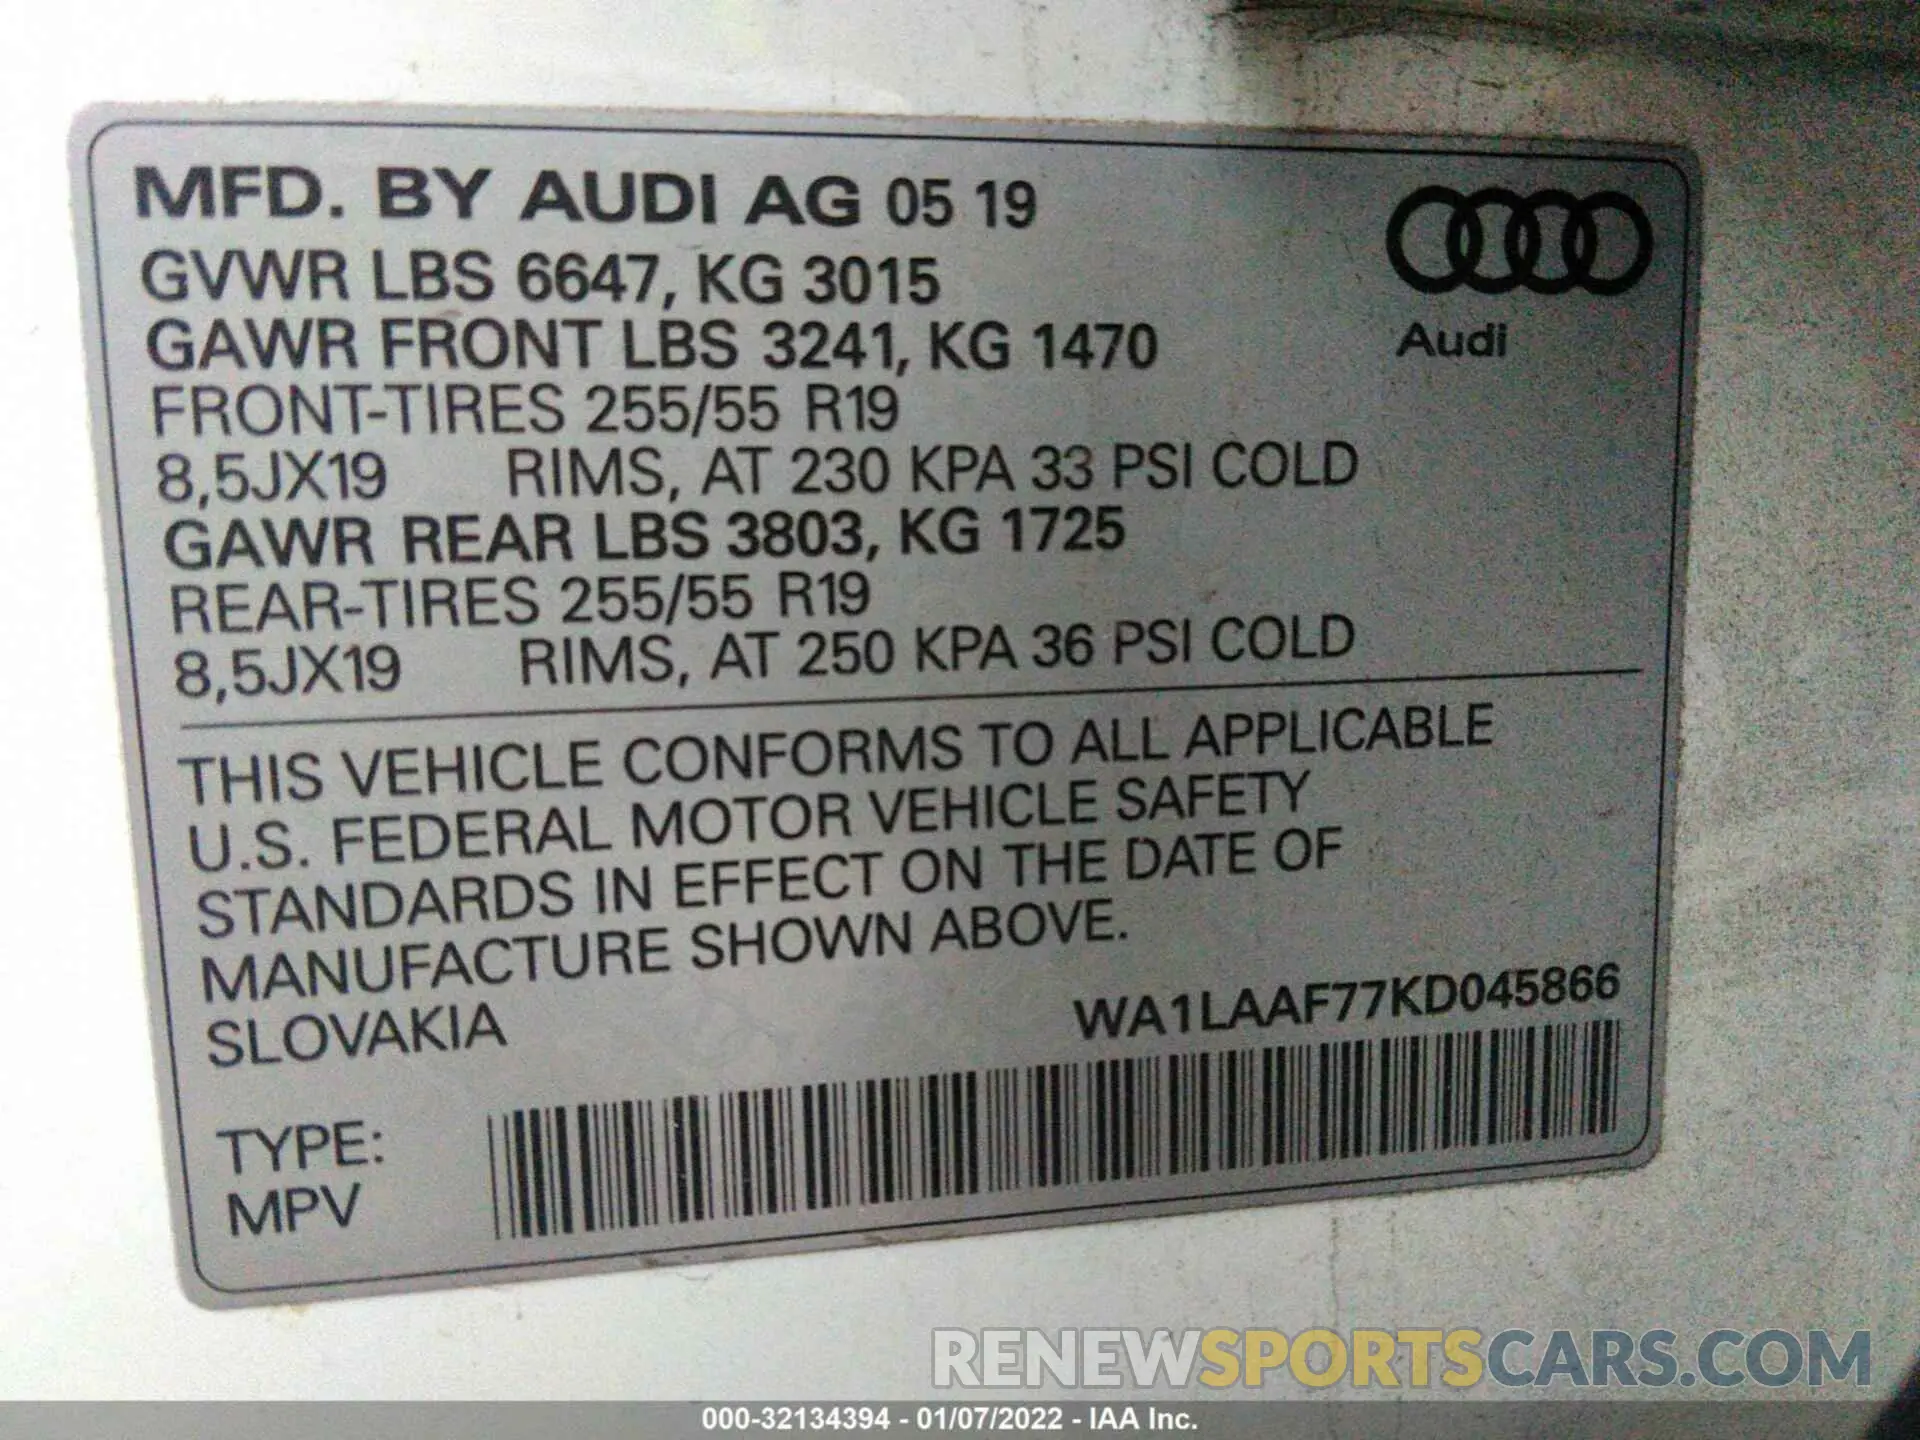 MFD. BY AUDI AG 05 19
GVWR LBS 6647, KG 3015
GAWR FRONT LBS 3241, KG 1470
Audi
FRONT-TIRES 255/55 R19
8,5JX19 RIMS, AT 230 KPA 33 PSI COLD
GAWR REAR LBS 3803, KG 1725
REAR-TIRES 255/55 R19
8,5JX19 RIMS, AT 250 KPA 36 PSI COLD
THIS VEHICLE CONFORMS TO ALL APPLICABLE
U.S. FEDERAL MOTOR VEHICLE SAFETY
STANDARDS IN EFFECT ON THE DATE OF
MANUFACTURE SHOWN ABOVE.
SLOVAKIA
WA1LAAF77KD045866
TYPE:
MPV
RENEWSPORTSCARS.COM
000-32134394 - 01/07/2022 - IAA Inc.